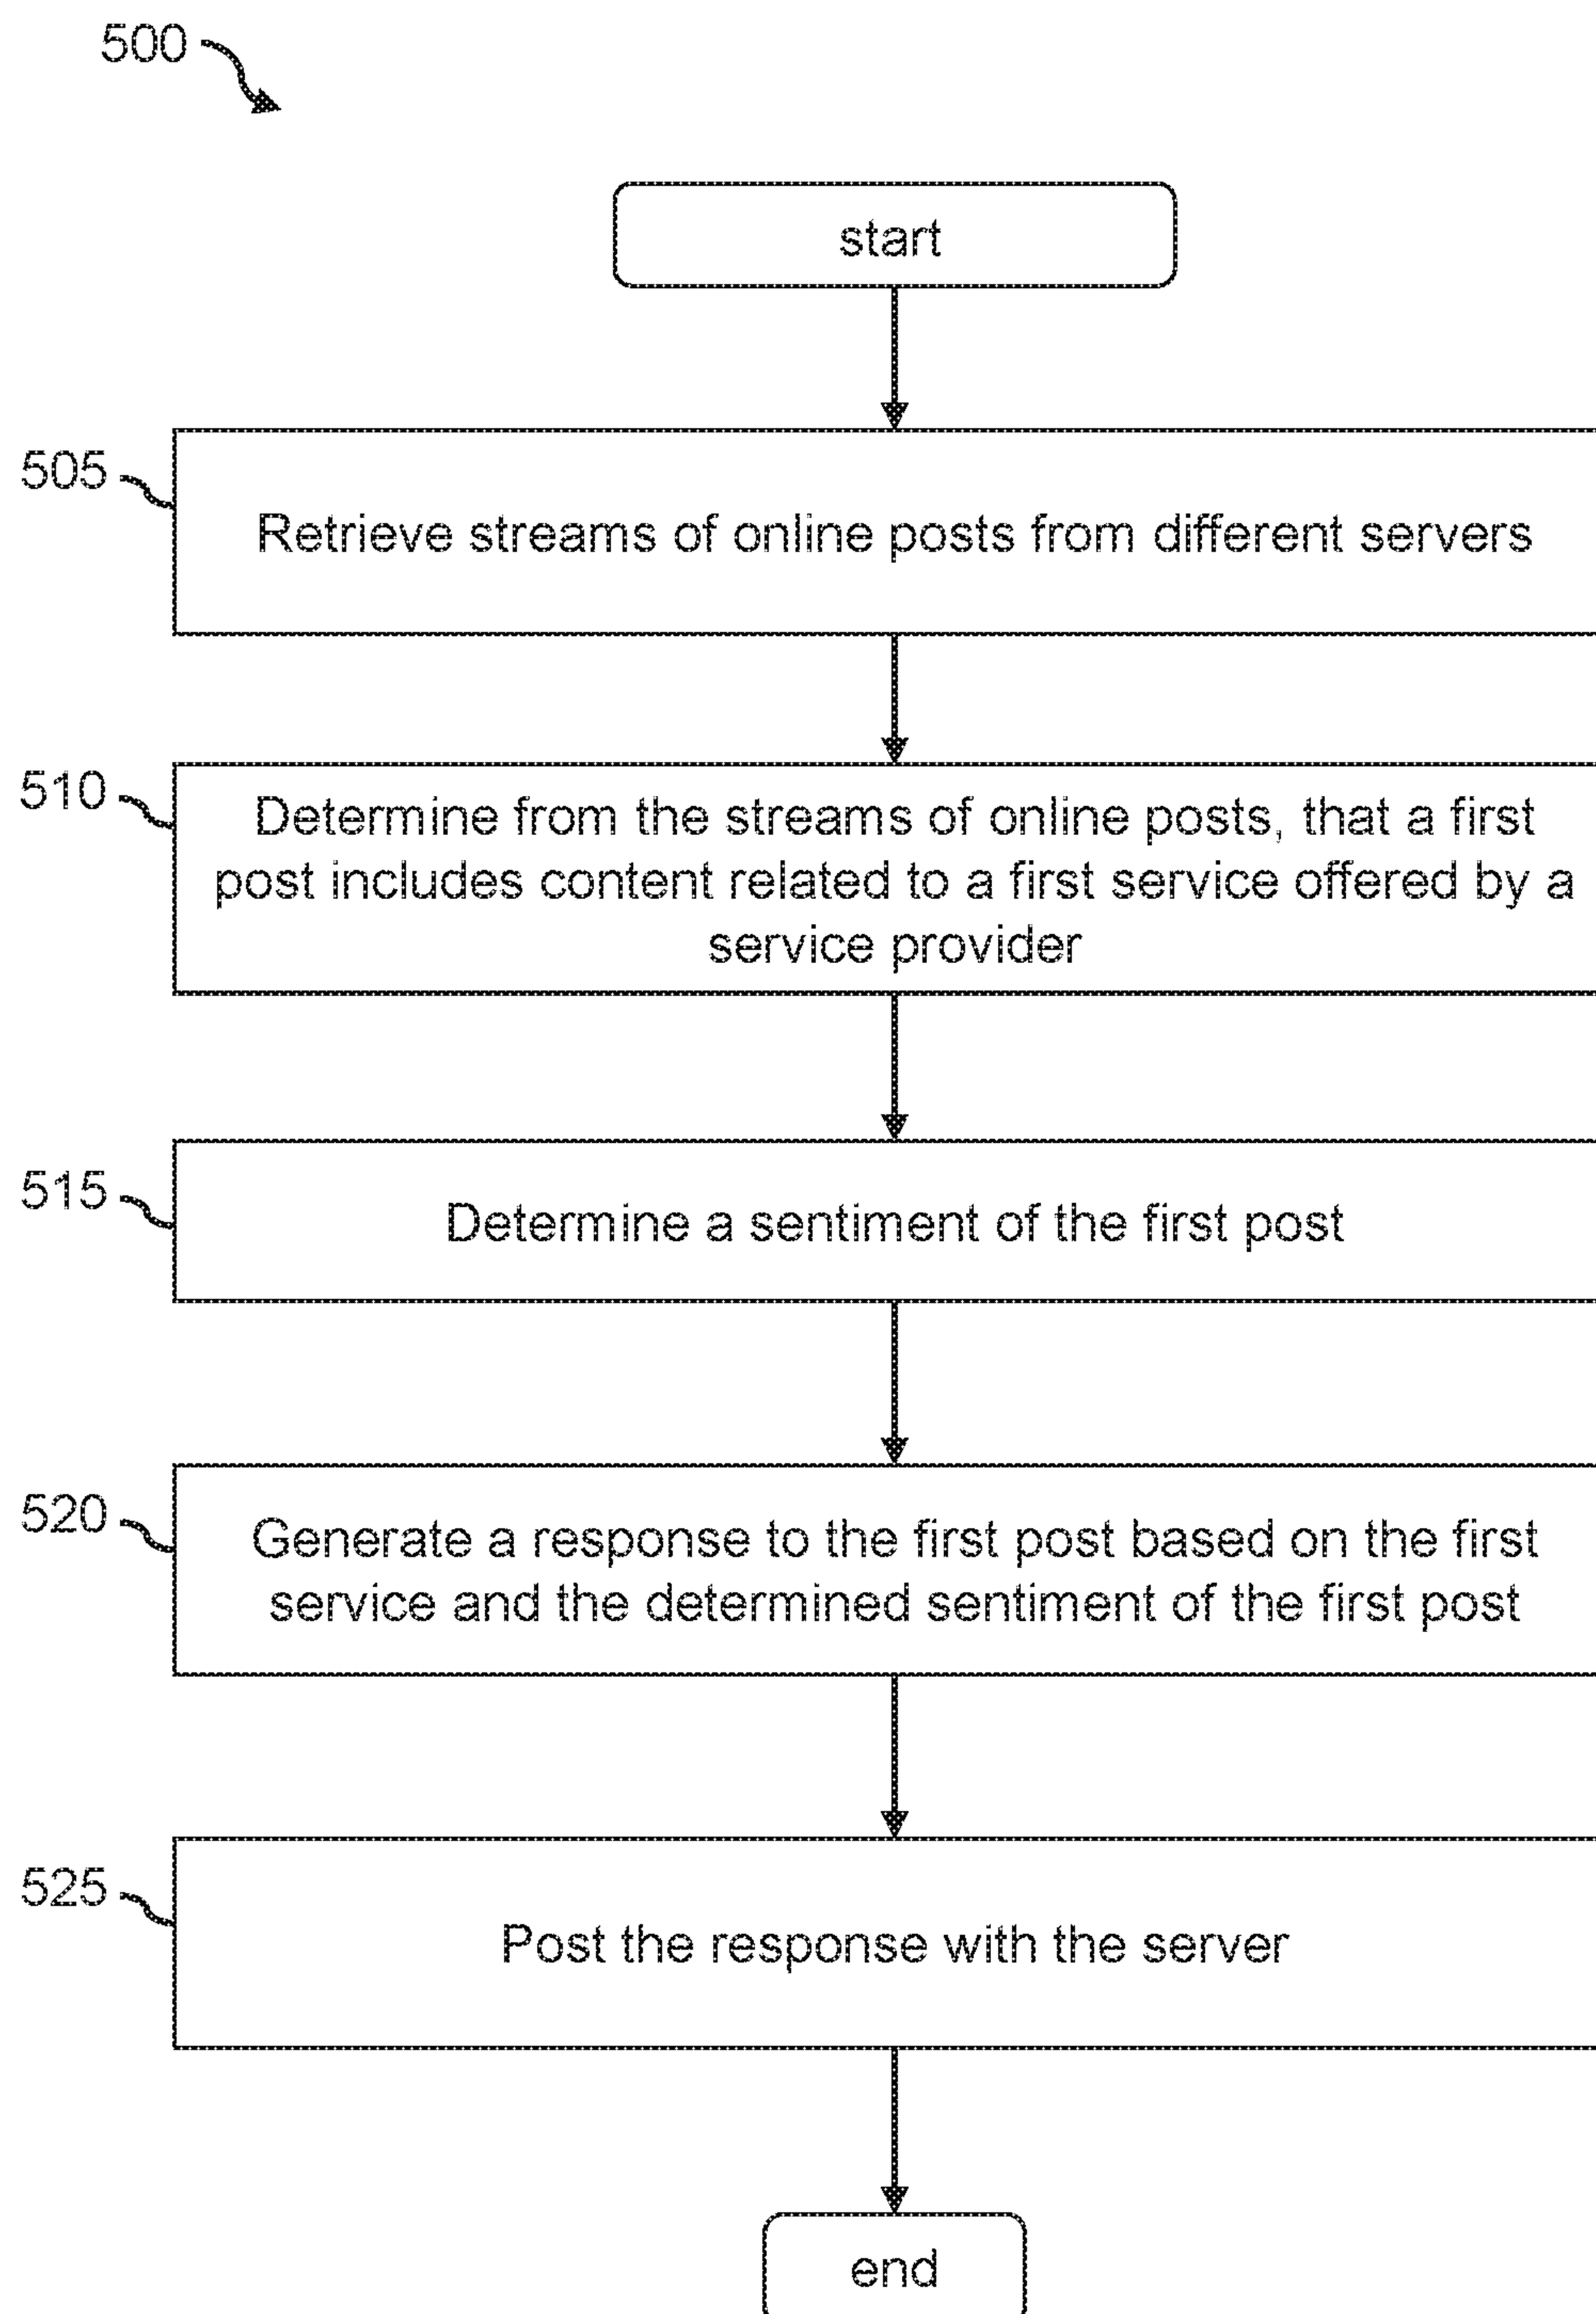 500
start
505
Retrieve streams of online posts from different servers
510
Determine from the streams of online posts, that a first
post includes content related to a first service offered by a
service provider
515
Determine a sentiment of the first post
520
Generate a response to the first post based on the first
service and the determined sentiment of the first post
525
Post the response with the server
end